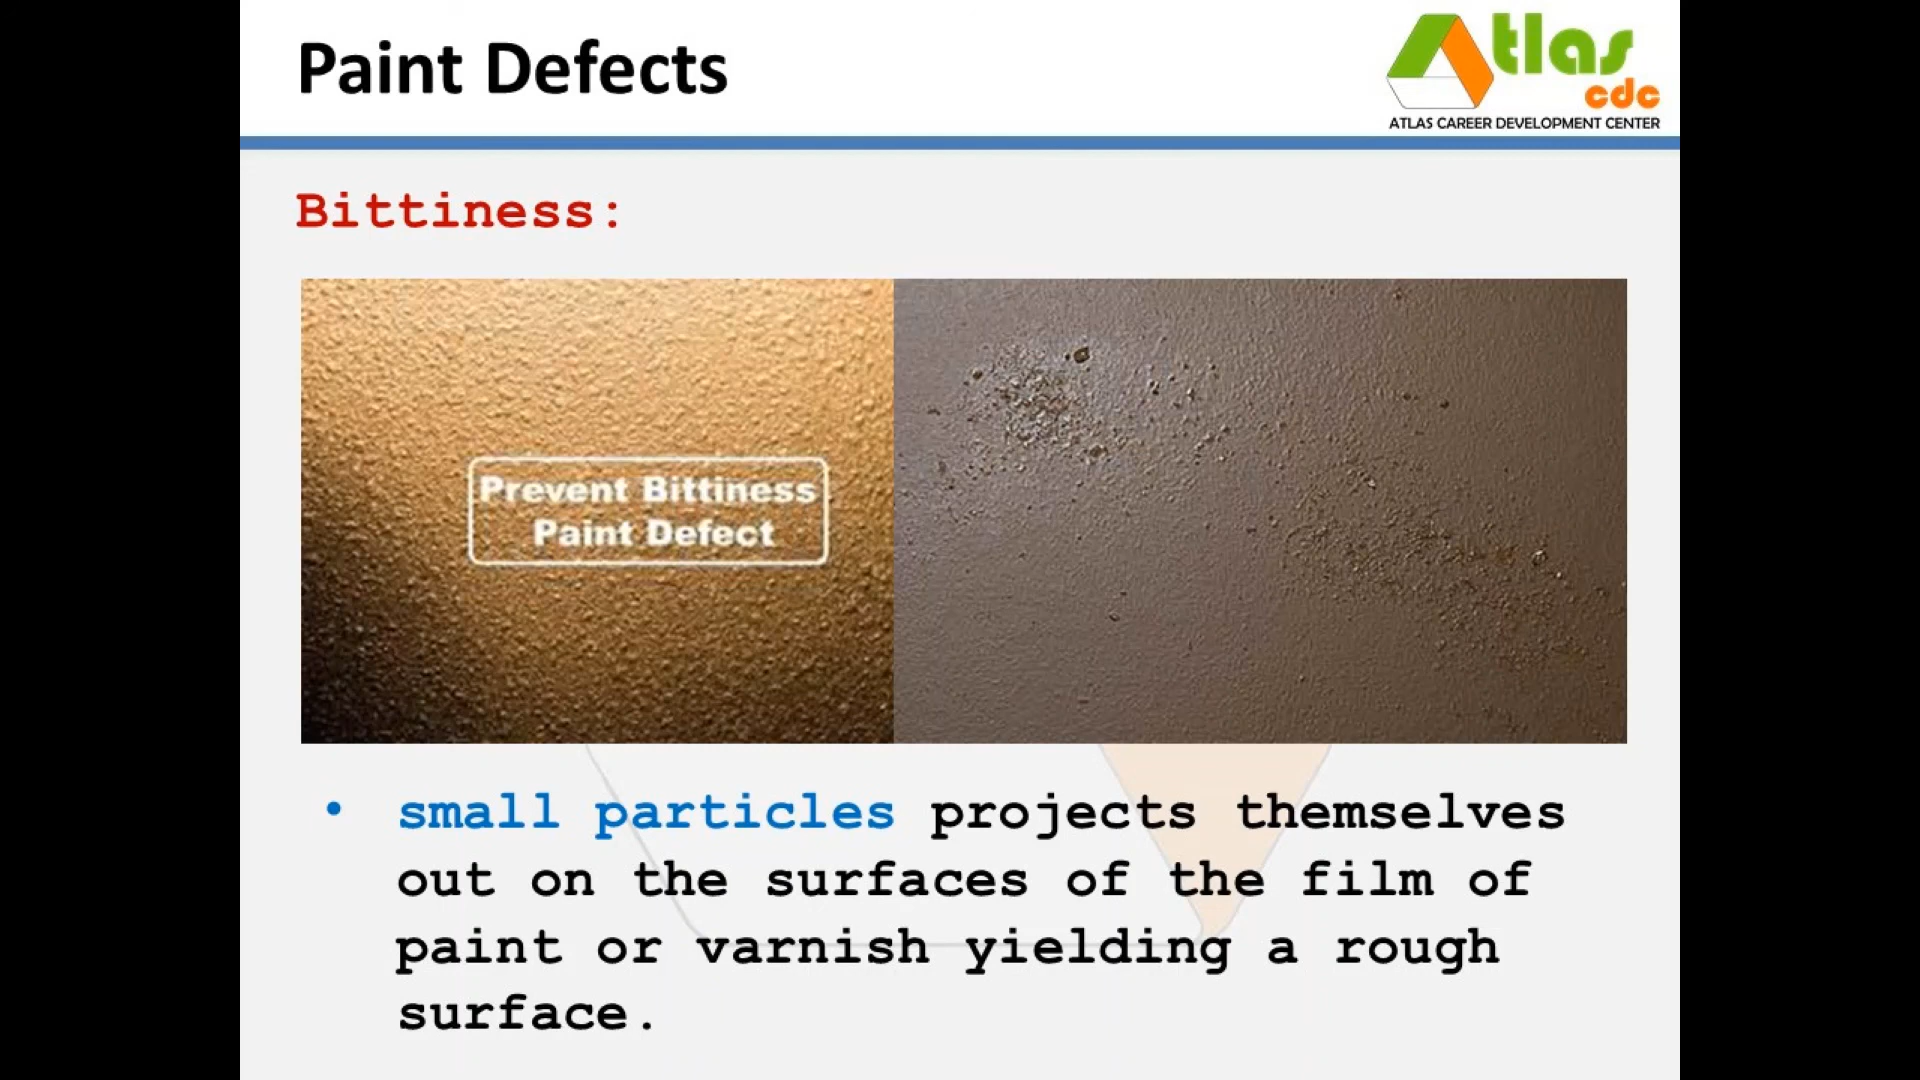 Paint Defects
Atlas
cdc
ATLAS CAREER DEVELOPMENT CENTER
Bittiness:
Prevent Bittiness
Paint Defect
• small particles projects themselves
out on the surfaces of the film of
paint or varnish yielding a rough
surface.